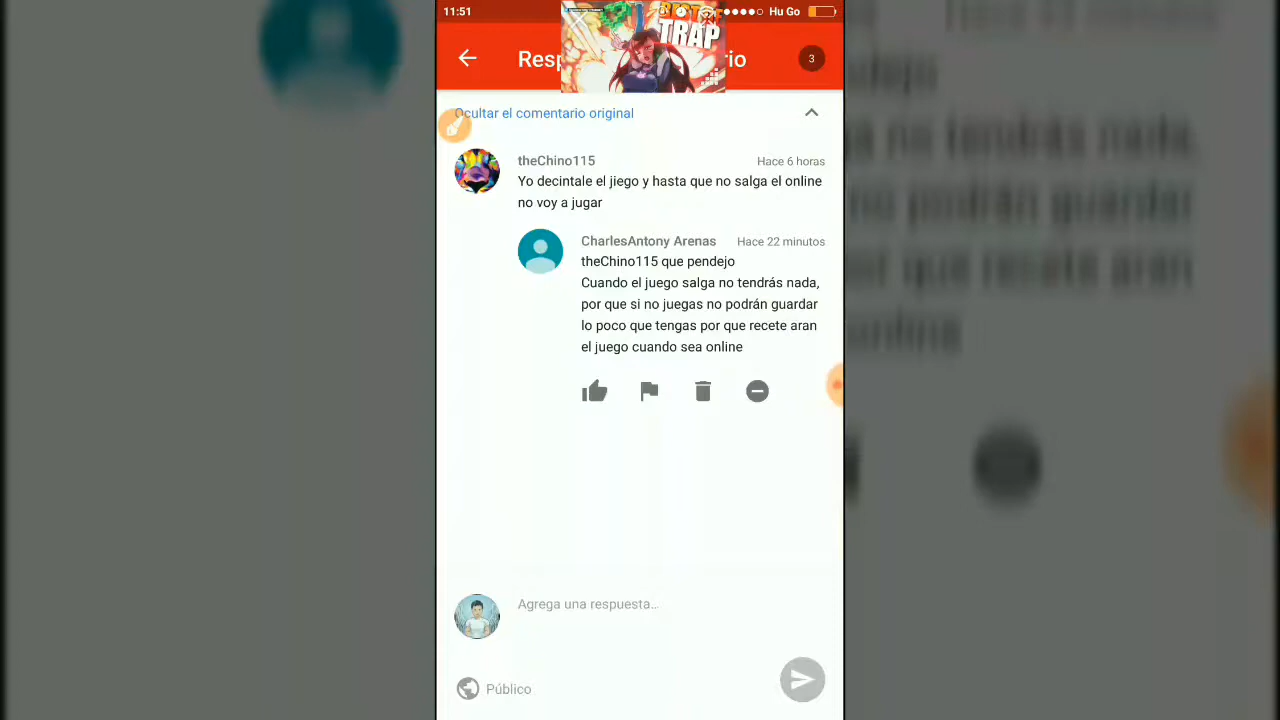 11:51
Hu Go
BEST OF
TRAP
3
Ocultar el comentario original
theChino115
Hace 6 horas
Yo decintale el jiego y hasta que no salga el online
no voy a jugar
CharlesAntony Arenas
Hace 22 minutos
theChino115 que pendejo
Cuando el juego salga no tendrás nada,
por que si no juegas no podrán guardar
lo poco que tengas por que recete aran
el juego cuando sea online
Agrega una respuesta...
Público